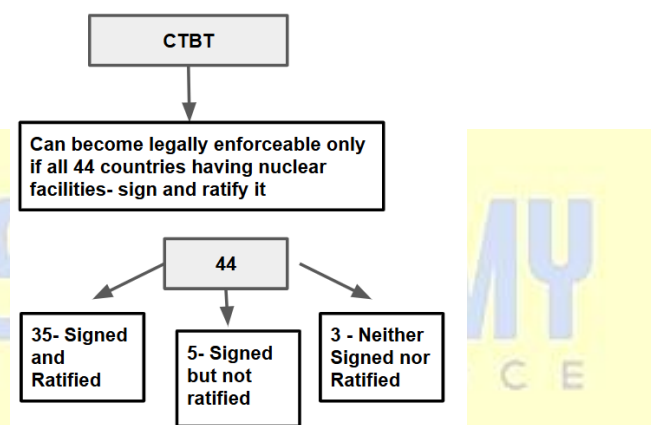 CTBT
Can become legally enforceable only
if all 44 countries having nuclear
facilities- sign and ratify it
44
35- Signed
and
Ratified
5- Signed
but not
ratified
3 - Neither
Signed nor
Ratified
MY
C E